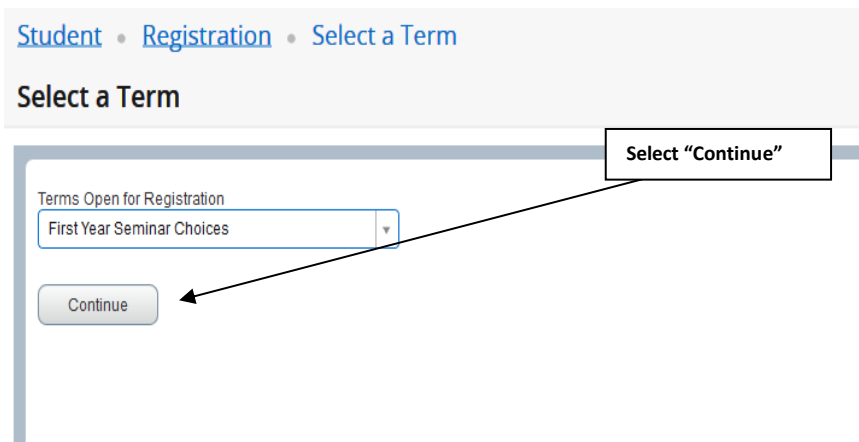 Student • Registration • Select a Term
Select a Term
Select “Continue”
Terms Open for Registration
First Year Seminar Choices
Continue